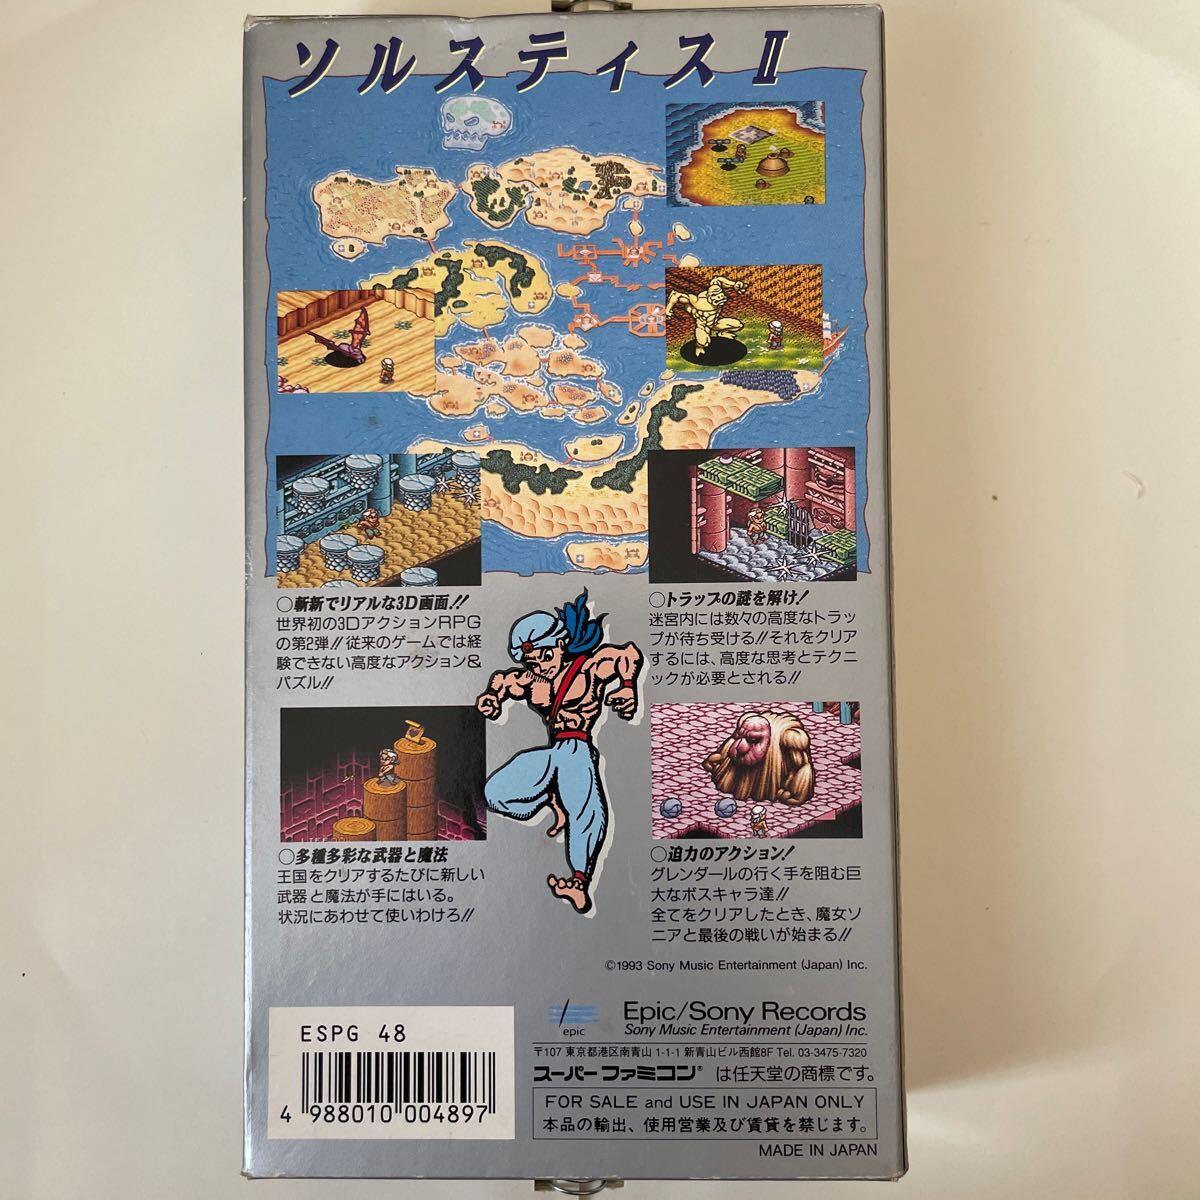 ソルスティスⅡ
○斬新でリアルな3D画面!!
世界初の3DアクションRPG
の第2弾!! 従来のゲームでは経
験できない高度なアクション&
パズル!!
○トラップの謎を解け!
迷宮内には数々の高度なトラッ
プが待ち受ける!! それをクリア
するには、高度な思考とテクニ
ックが必要とされる!!
○多種多彩な武器と魔法
王国をクリアするたびに新しい
武器と魔法が手にはいる。
状況にあわせて使いわけろ!!
○迫力のアクション!
グレンダールの行く手を阻む巨
大なボスキャラ達!!
全てをクリアしたとき、魔女ソ
ニアと最後の戦いが始まる!!
©1993 Sony Music Entertainment (Japan) Inc.
epic
Epic/Sony Records
Sony Music Entertainment (Japan) Inc.
〒107 東京都港区南青山 1-1-1 新青山ビル西館8F Tel. 03-3475-7320
スーパーファミコン® は任天堂の商標です。
FOR SALE and USE IN JAPAN ONLY
本品の輸出、使用営業及び賃貸を禁じます。
MADE IN JAPAN
ESPG 48
4 988010 004897